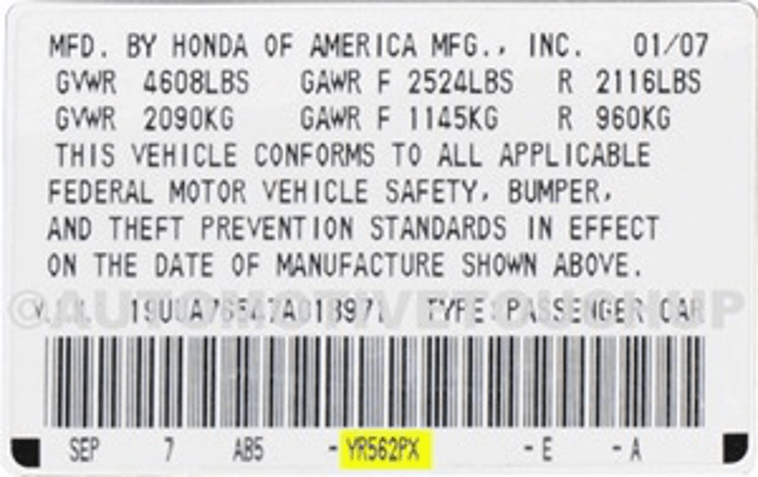 MFD. BY HONDA OF AMERICA MFG., INC. 01/07
GVWR 4608LBS GAWR F 2524LBS R 2116LBS
GVWR 2090KG GAWR F 1145KG R 960KG
THIS VEHICLE CONFORMS TO ALL APPLICABLE
FEDERAL MOTOR VEHICLE SAFETY, BUMPER,
AND THEFT PREVENTION STANDARDS IN EFFECT
ON THE DATE OF MANUFACTURE SHOWN ABOVE.
V.I.N. TYPE PASSENGER CAR
©AUTOMOTIVETOUCHUP
SEP 7 AB5 -YR562PX -E -A